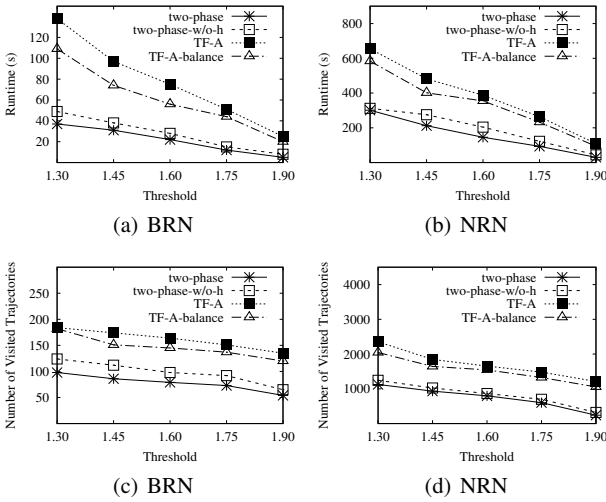 two-phase
two-phase-w/o-h
TF-A
TF-A-balance
120
100
80
60
40
20
Runtime (s)
1.30 1.45 1.60 1.75 1.90
Threshold
(a) BRN
two-phase
two-phase-w/o-h
TF-A
TF-A-balance
800
600
400
200
Runtime (s)
1.30 1.45 1.60 1.75 1.90
Threshold
(b) NRN
two-phase
two-phase-w/o-h
TF-A
TF-A-balance
300
250
200
150
100
50
Number of Visited Trajectories
1.30 1.45 1.60 1.75 1.90
Threshold
(c) BRN
two-phase
two-phase-w/o-h
TF-A
TF-A-balance
4000
3000
2000
1000
Number of Visited Trajectories
1.30 1.45 1.60 1.75 1.90
Threshold
(d) NRN